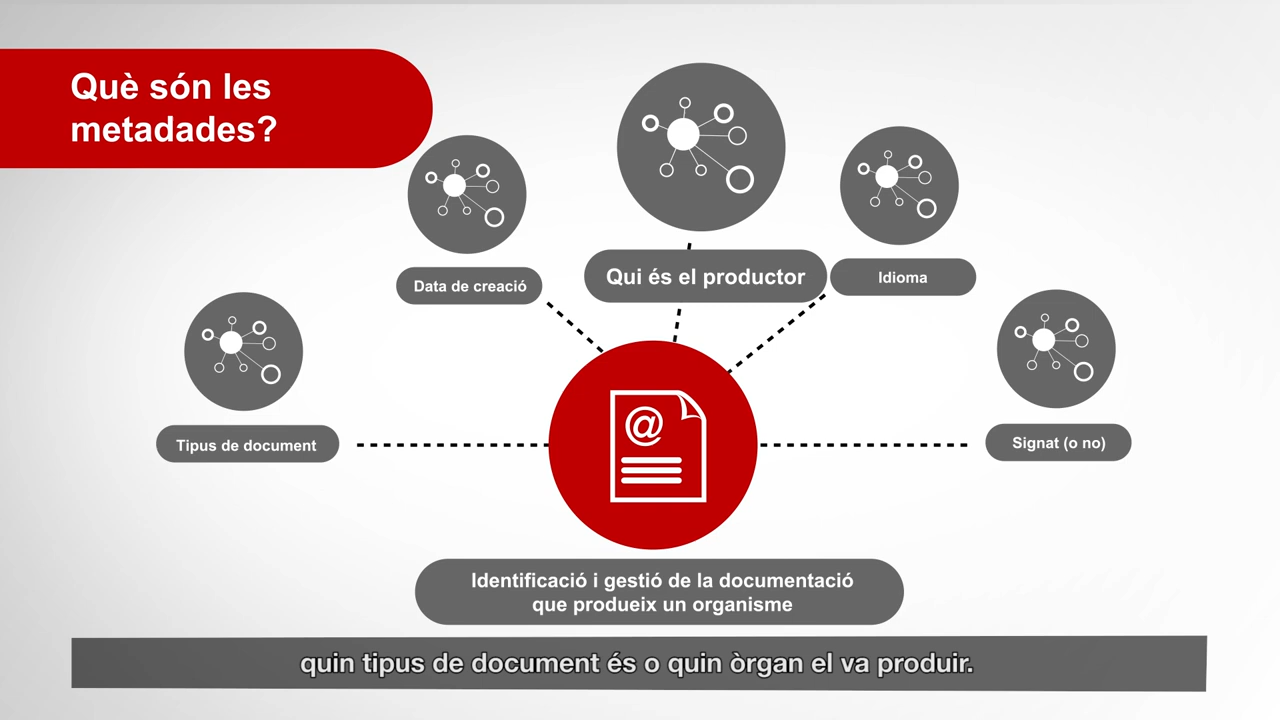 Què són les
metadades?
Data de creació
Qui és el productor
Idioma
Tipus de document
Signat (o no)
@
Identificació i gestió de la documentació
que produeix un organisme
quin tipus de document és o quin òrgan el va produir.